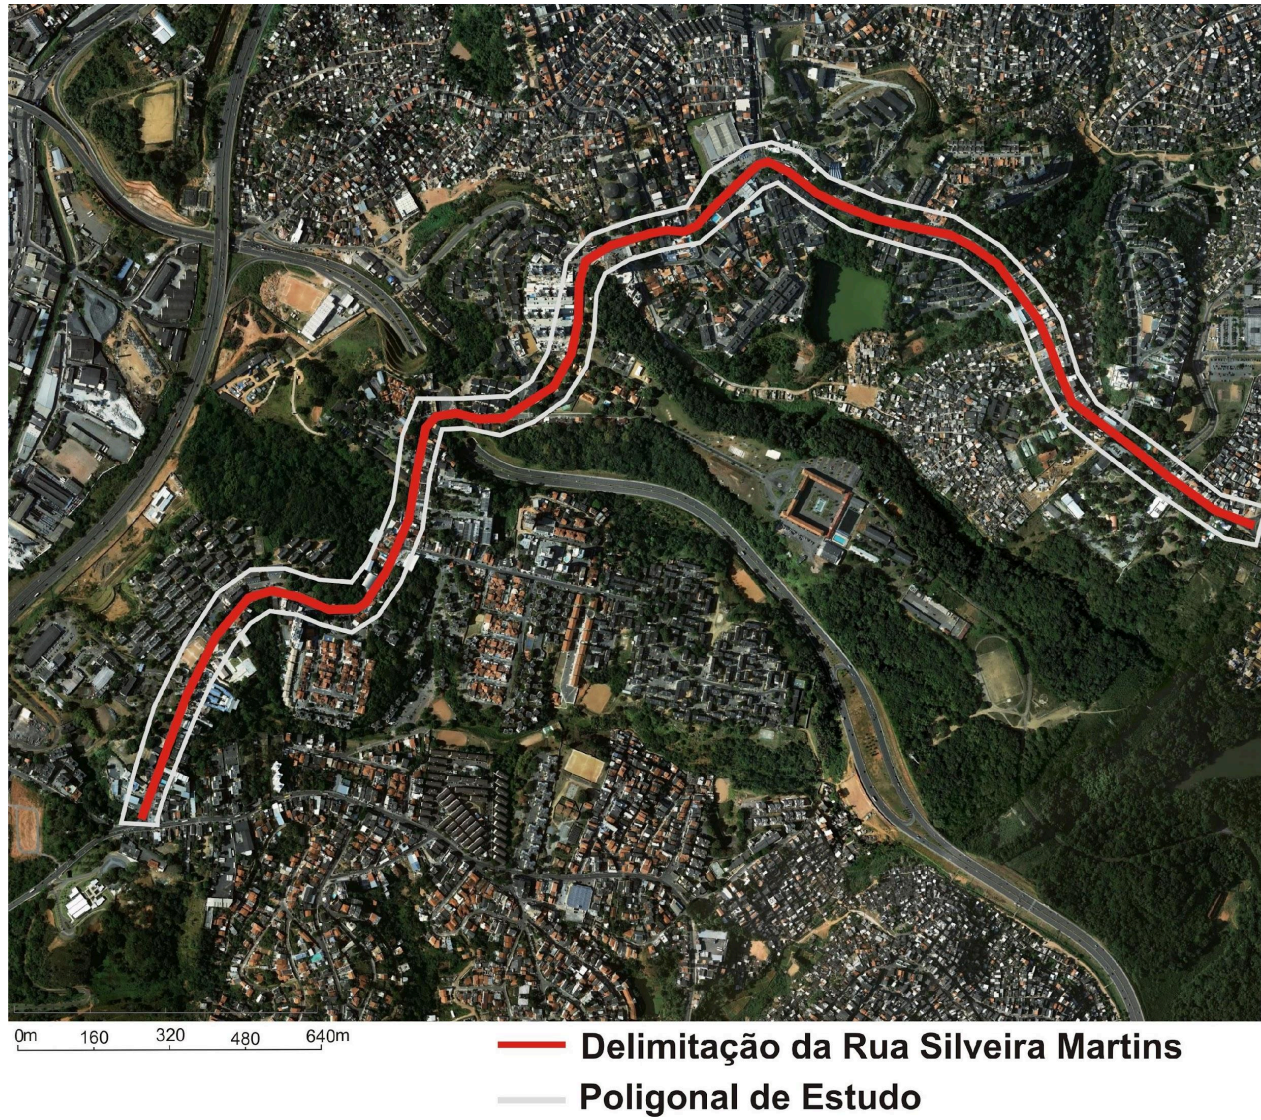 0m 160 320 480 640m
Delimitação da Rua Silveira Martins
Poligonal de Estudo